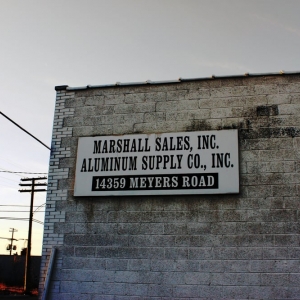 MARSHALL SALES, INC.
ALUMINUM SUPPLY CO., INC.
14359 MEYERS ROAD